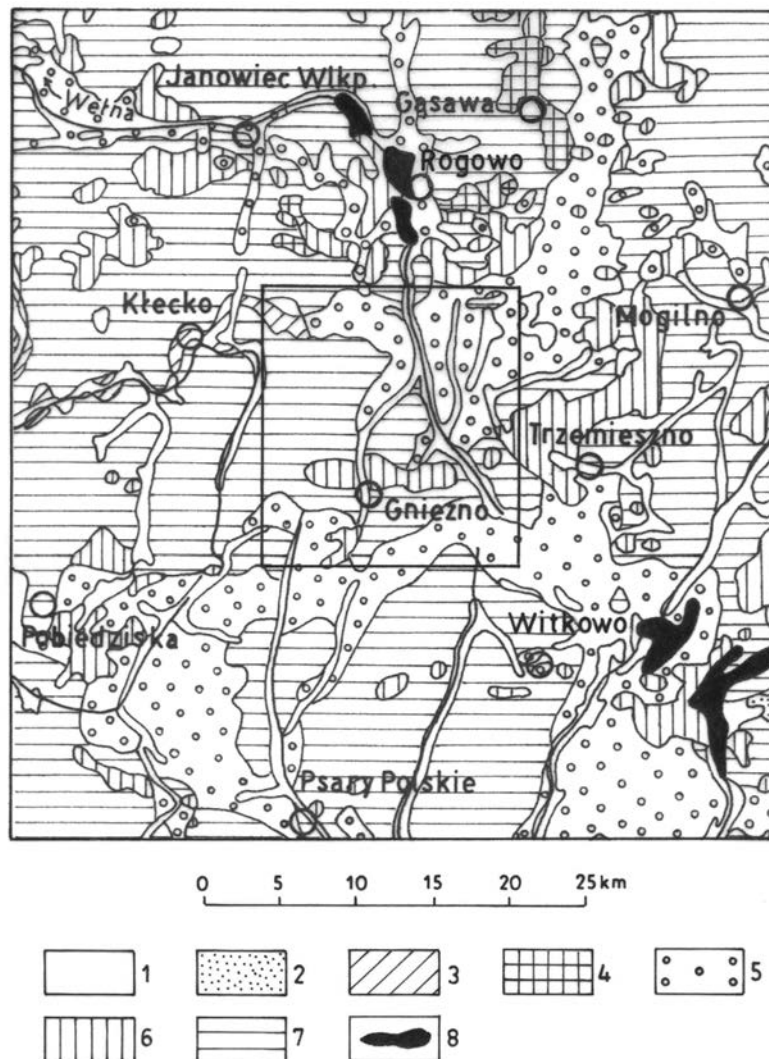 Janowiec Wlkp.
Wełna
Gąsawa
Rogowo
Kłecko
Mogilno
Trzemieszno
Gniezno
Pobiedziska
Witkowo
Psary Polskie
0 5 10 15 20 25 km
1 2 3 4 5
6 7 8